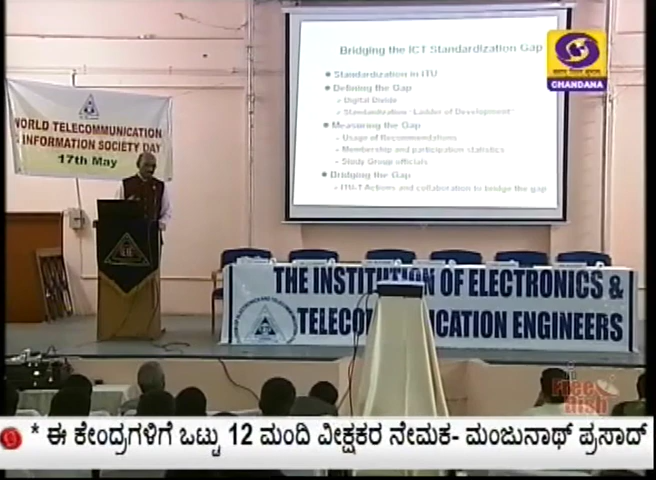 Bridging the ICT Standardization Gap
• Standardization in ITU
• Defining the Gap
- Digital Divide
- Standardization "Ladder of Development"
• Measuring the Gap
- Usage of Recommendations
- Membership and participation statistics
- Study Group officials
• Bridging the Gap
- ITU-T Actions and collaboration to bridge the gap
CHANDANA
WORLD TELECOMMUNICATION
INFORMATION SOCIETY DAY
17th May
THE INSTITUTION OF ELECTRONICS &
ENGINEERS
Free
Dish
* ಈ ಕೇಂದ್ರಗಳಿಗೆ ಒಟ್ಟು 12 ಮಂದಿ ವೀಕ್ಷಕರ ನೇಮಕ- ಮಂಜುನಾಥ್ ಪ್ರಸಾದ್